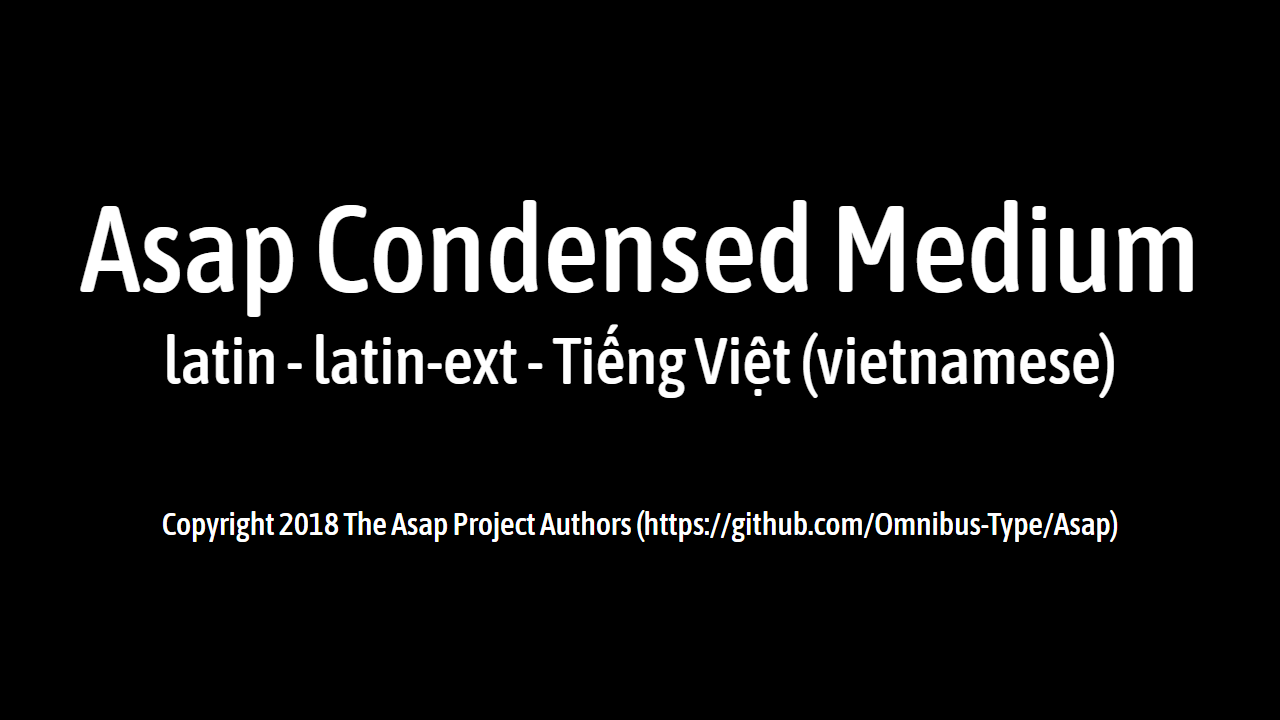 Asap Condensed Medium
latin - latin-ext - Tiếng Việt (vietnamese)
Copyright 2018 The Asap Project Authors (https://github.com/Omnibus-Type/Asap)